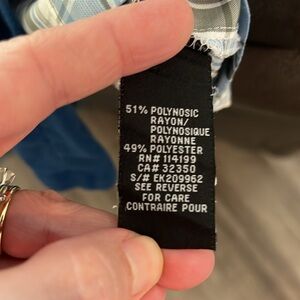 51% POLYNOSIC
RAYON/
POLYNOSIQUE
RAYONNE
49% POLYESTER
RN# 114199
CA# 32350
S/# EK209962
SEE REVERSE
FOR CARE
CONTRAIRE POUR